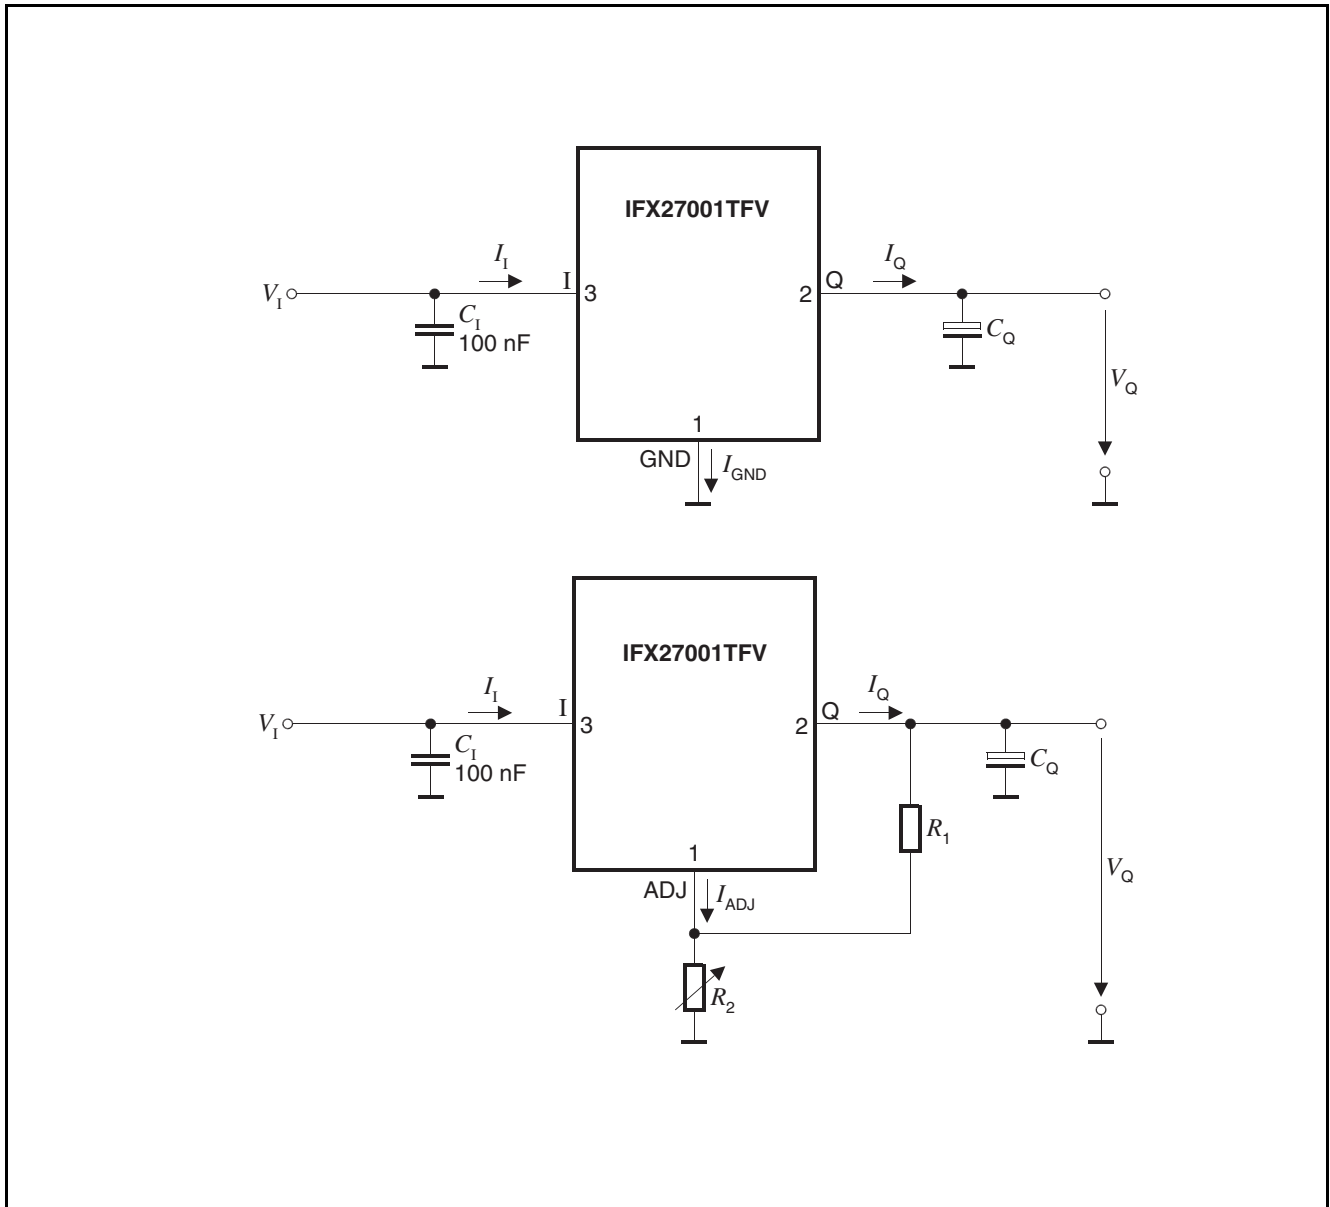 IFX27001TFV
I_I
I
3
V_I
C_I
100 nF
2
Q
I_Q
C_Q
V_Q
1
GND
I_GND
IFX27001TFV
I_I
I
3
V_I
C_I
100 nF
2
Q
I_Q
C_Q
R_1
V_Q
1
ADJ
I_ADJ
R_2